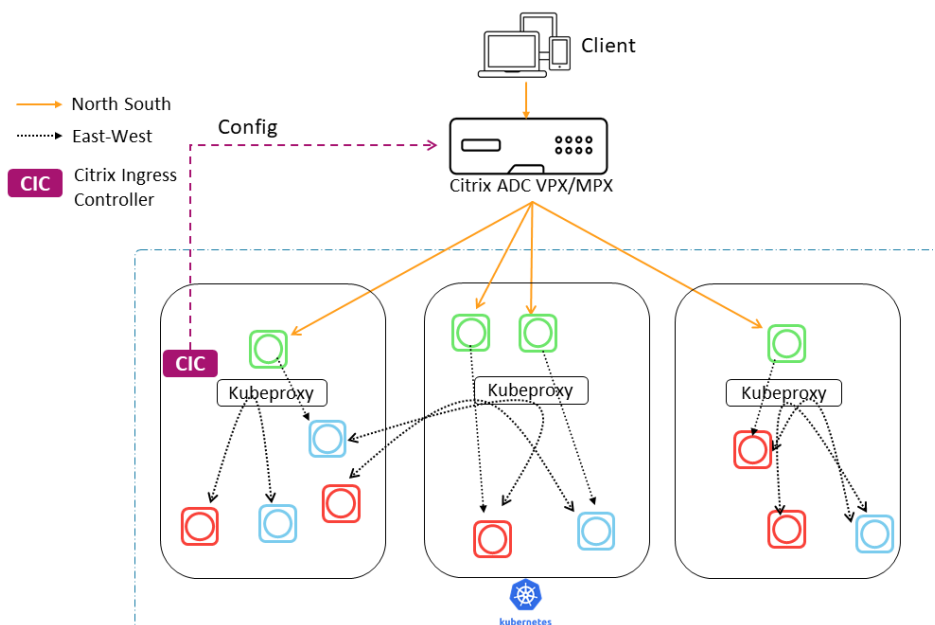 Client
North South
East-West
Config
CIC
Citrix Ingress
Controller
Citrix ADC VPX/MPX
CIC
Kubeproxy
Kubeproxy
Kubeproxy
kubernetes